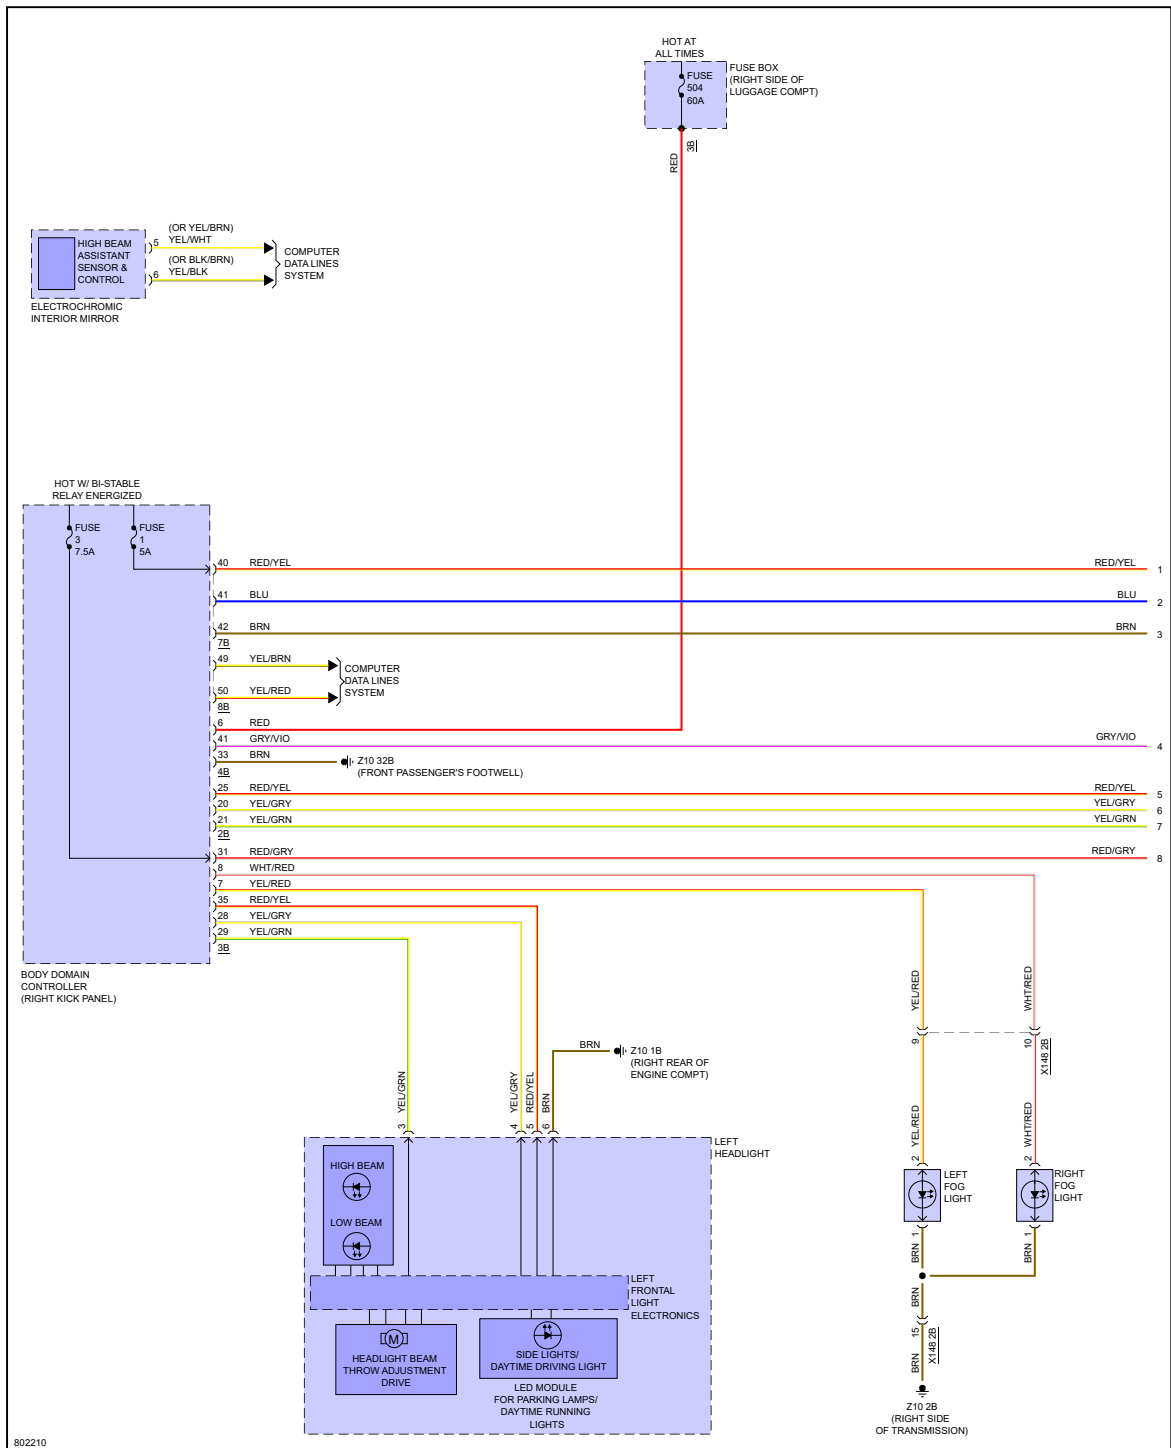 HOT AT
ALL TIMES
FUSE
504
60A
FUSE BOX
(RIGHT SIDE OF
LUGGAGE COMPT)
3B
RED
HIGH BEAM
ASSISTANT
SENSOR &
CONTROL
5
(OR YEL/BRN)
YEL/WHT
6
(OR BLK/BRN)
YEL/BLK
COMPUTER
DATA LINES
SYSTEM
ELECTROCHROMIC
INTERIOR MIRROR
HOT W/ BI-STABLE
RELAY ENERGIZED
FUSE
3
7.5A
FUSE
1
5A
40 RED/YEL RED/YEL 1
41 BLU BLU 2
42 BRN BRN 3
7B
49 YEL/BRN
50 YEL/RED
8B
COMPUTER
DATA LINES
SYSTEM
6 RED
41 GRY/VIO GRY/VIO 4
33 BRN
4B
Z10 32B
(FRONT PASSENGER'S FOOTWELL)
25 RED/YEL RED/YEL 5
20 YEL/GRY YEL/GRY 6
21 YEL/GRN YEL/GRN 7
2B
31 RED/GRY RED/GRY 8
8 WHT/RED
7 YEL/RED
35 RED/YEL
28 YEL/GRY
29 YEL/GRN
3B
BODY DOMAIN
CONTROLLER
(RIGHT KICK PANEL)
YEL/RED
WHT/RED
9
10
X148 2B
BRN
Z10 1B
(RIGHT REAR OF
ENGINE COMPT)
YEL/GRN
3
YEL/GRY
4
RED/YEL
5
BRN
6
YEL/RED
2
WHT/RED
2
LEFT
HEADLIGHT
HIGH BEAM
LOW BEAM
LEFT
FOG
LIGHT
RIGHT
FOG
LIGHT
BRN
1
BRN
1
LEFT
FRONTAL
LIGHT
ELECTRONICS
M
HEADLIGHT BEAM
THROW ADJUSTMENT
DRIVE
SIDE LIGHTS/
DAYTIME DRIVING LIGHT
LED MODULE
FOR PARKING LAMPS/
DAYTIME RUNNING
LIGHTS
BRN
15
X148 2B
BRN
Z10 2B
(RIGHT SIDE
OF TRANSMISSION)
802210